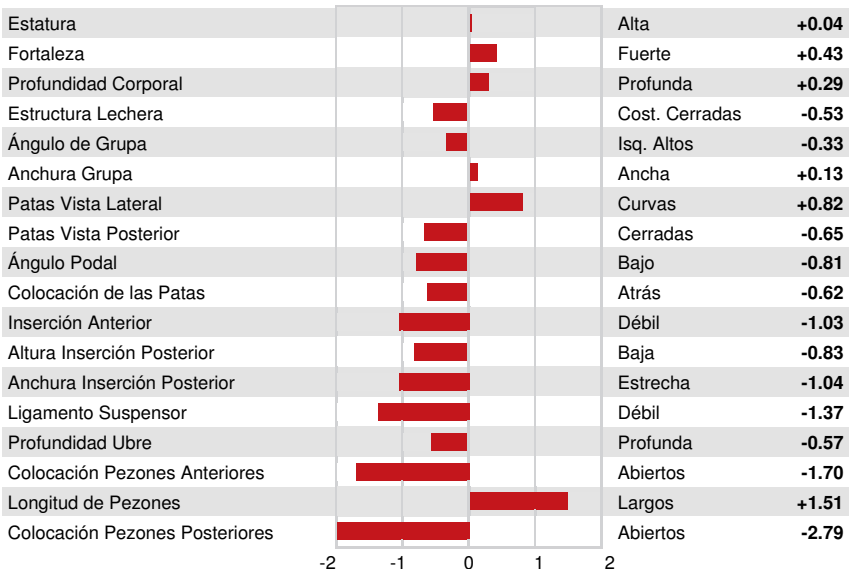 Estatura Alta +0.04
Fortaleza Fuerte +0.43
Profundidad Corporal Profunda +0.29
Estructura Lechera Cost. Cerradas -0.53
Ángulo de Grupa Isq. Altos -0.33
Anchura Grupa Ancha +0.13
Patas Vista Lateral Curvas +0.82
Patas Vista Posterior Cerradas -0.65
Ángulo Podal Bajo -0.81
Colocación de las Patas Atrás -0.62
Inserción Anterior Débil -1.03
Altura Inserción Posterior Baja -0.83
Anchura Inserción Posterior Estrecha -1.04
Ligamento Suspensor Débil -1.37
Profundidad Ubre Profunda -0.57
Colocación Pezones Anteriores Abiertos -1.70
Longitud de Pezones Largos +1.51
Colocación Pezones Posteriores Abiertos -2.79
-2 -1 0 1 2